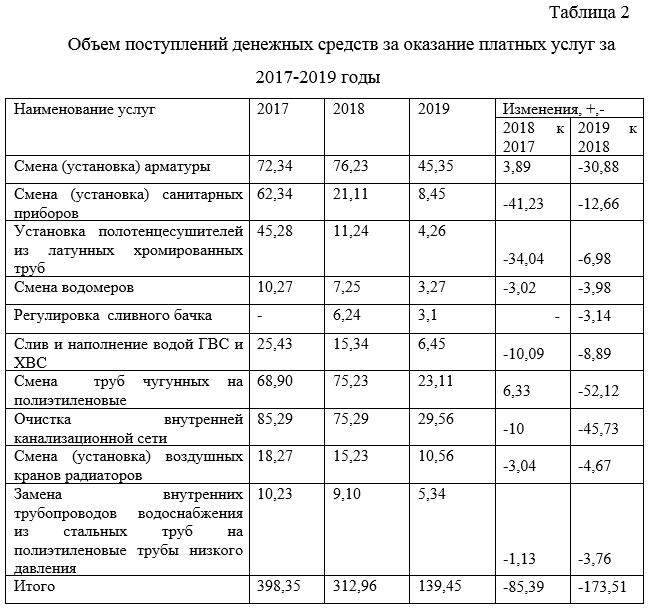 Таблица 2
Объем поступлений денежных средств за оказание платных услуг за
2017-2019 годы
Наименование услуг 2017 2018 2019 Изменения, +,-
2018 к 2019 к
2017 2018
Смена (установка) арматуры 72,34 76,23 45,35 3,89 -30,88
Смена (установка) санитарных 62,34 21,11 8,45
приборов -41,23 -12,66
Установка полотенцесушителей 45,28 11,24 4,26
из латунных хромированных
труб -34,04 -6,98
Смена водомеров 10,27 7,25 3,27 -3,02 -3,98
Регулировка сливного бачка - 6,24 3,1 - -3,14
Слив и наполнение водой ГВС и 25,43 15,34 6,45
ХВС -10,09 -8,89
Смена труб чугунных на 68,90 75,23 23,11
полиэтиленовые 6,33 -52,12
Очистка внутренней 85,29 75,29 29,56
канализационной сети -10 -45,73
Смена (установка) воздушных 18,27 15,23 10,56
кранов радиаторов -3,04 -4,67
Замена внутренних 10,23 9,10 5,34
трубопроводов водоснабжения
из стальных труб на
полиэтиленовые трубы низкого
давления -1,13 -3,76
Итого 398,35 312,96 139,45 -85,39 -173,51